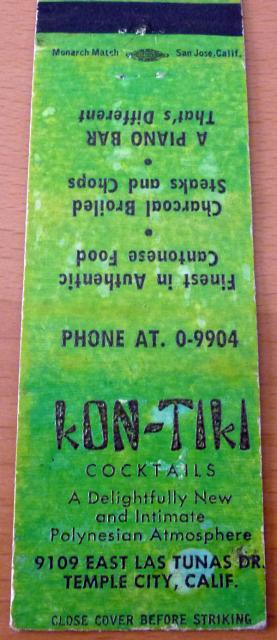 Monarch Match San Jose, Calif.
Finest in Authentic
Cantonese Food
•
Charcoal Broiled
Steaks and Chops
•
A PIANO BAR
That's Different
PHONE AT. 0-9904
KON-TIKI
COCKTAILS
A Delightfully New
and Intimate
Polynesian Atmosphere
9109 EAST LAS TUNAS DR.
TEMPLE CITY, CALIF.
CLOSE COVER BEFORE STRIKING